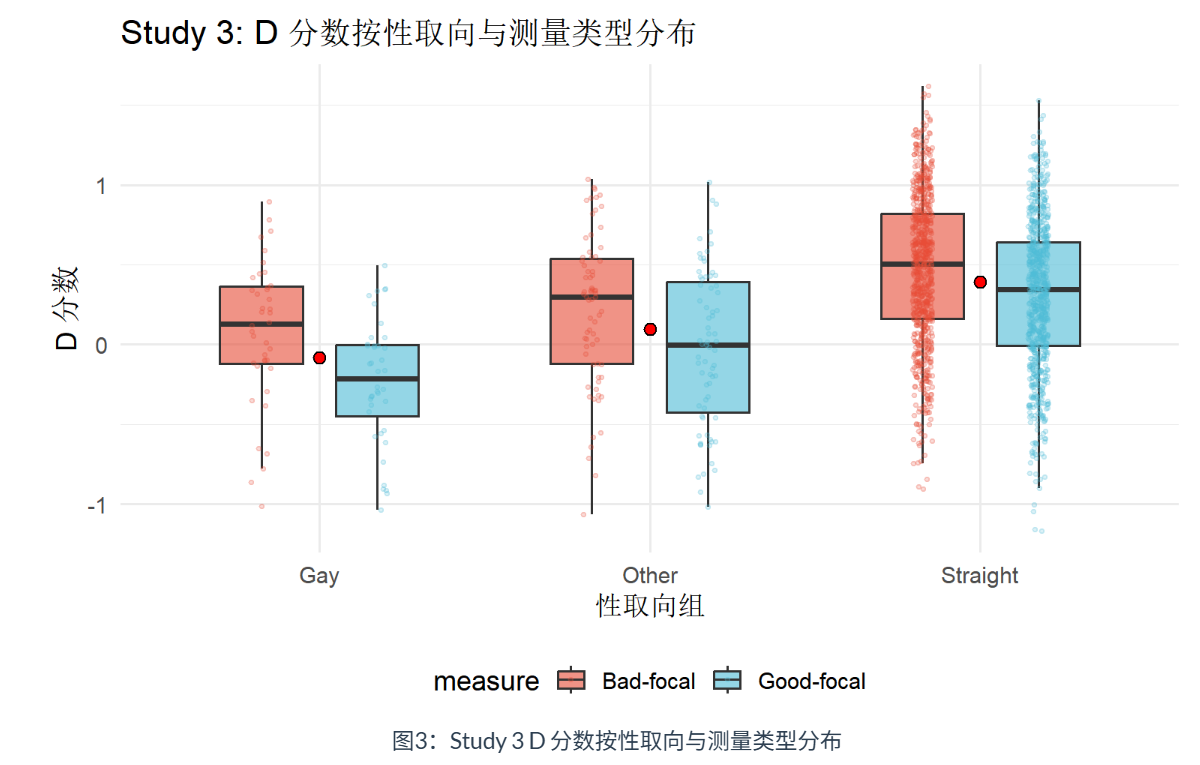 Study 3: D 分数按性取向与测量类型分布
D 分数
1
0
-1
Gay Other Straight
性取向组
measure Bad-focal Good-focal
图3：Study 3 D 分数按性取向与测量类型分布